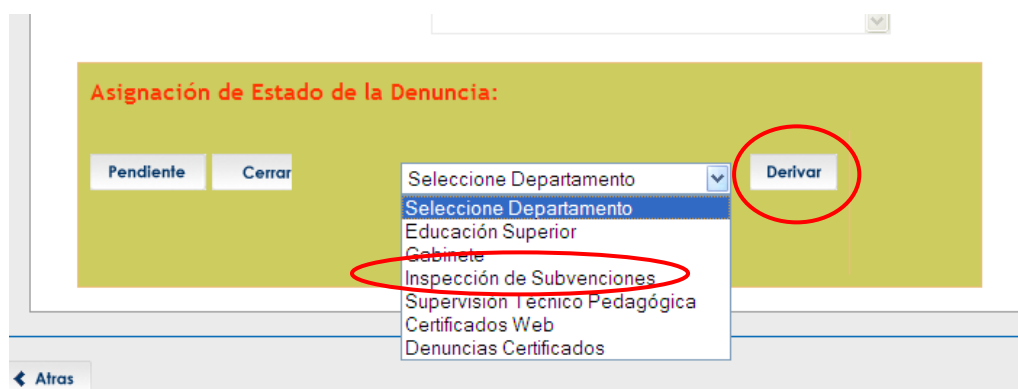 Asignación de Estado de la Denuncia:
Pendiente Cerrar Seleccione Departamento Derivar
Seleccione Departamento
Educación Superior
Gabinete
Inspección de Subvenciones
Supervisión Técnico Pedagógica
Certificados Web
Denuncias Certificados
Atras